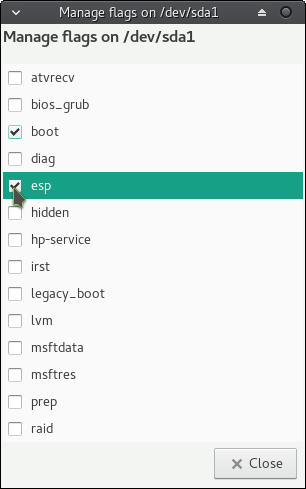 Manage flags on /dev/sda1
Manage flags on /dev/sda1
atvrecv
bios_grub
boot
diag
esp
hidden
hp-service
irst
legacy_boot
lvm
msftdata
msftres
prep
raid
Close